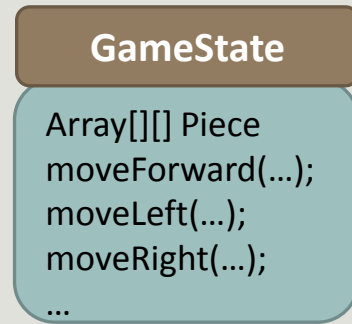 GameState
Array[][] Piece
moveForward(…);
moveLeft(…);
moveRight(…);
…